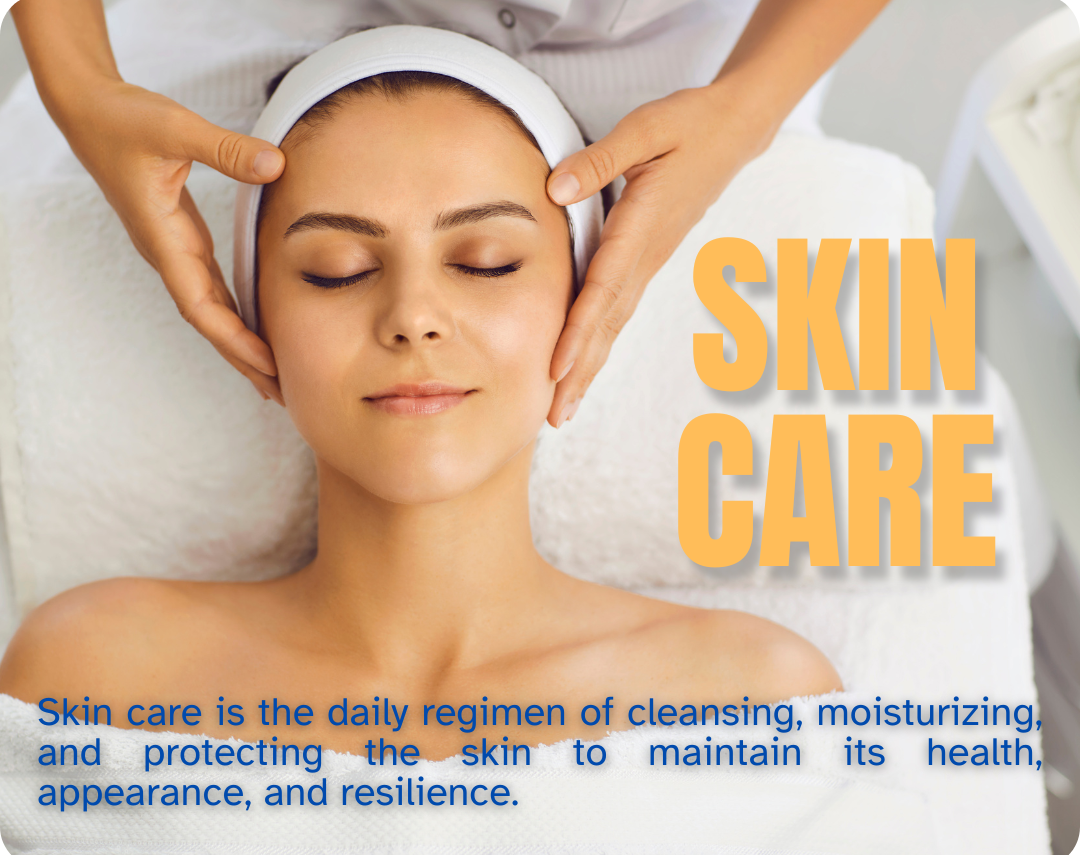 SKIN
CARE
Skin care is the daily regimen of cleansing, moisturizing,
and protecting the skin to maintain its health,
appearance, and resilience.